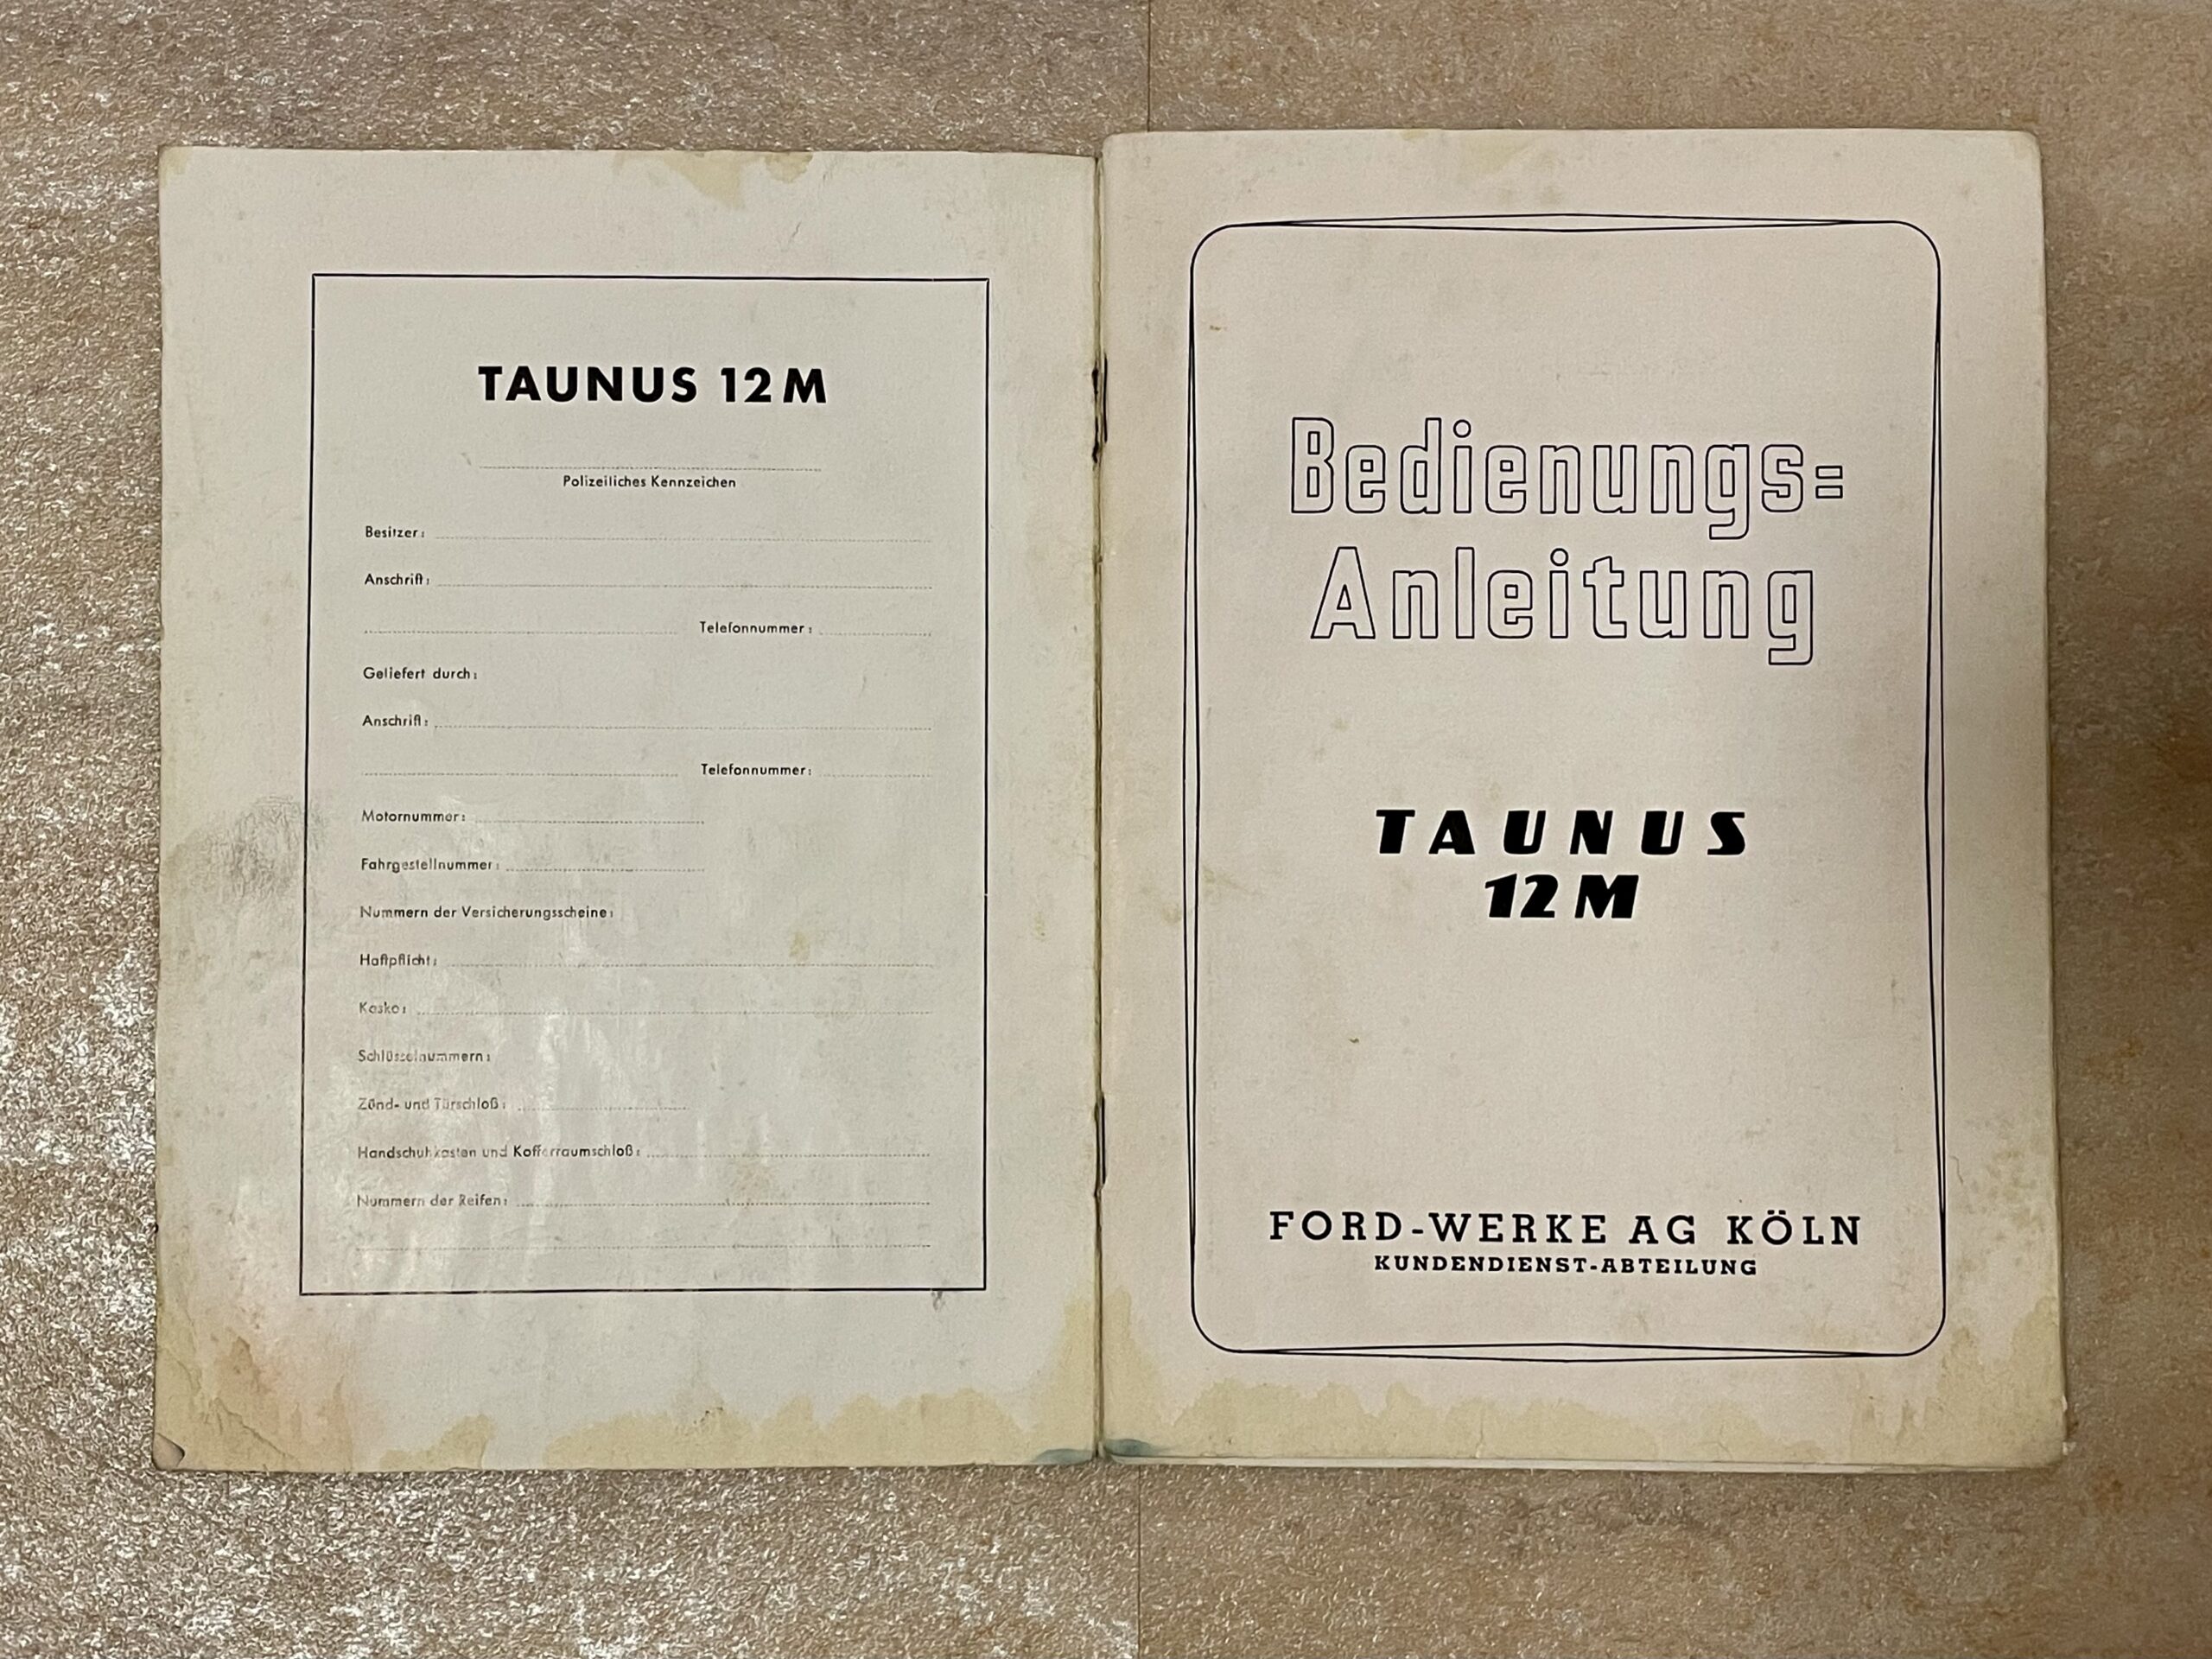 TAUNUS 12M
Polizeiliches Kennzeichen
Besitzer:
Anschrift:
Telefonnummer:
Geliefert durch:
Anschrift:
Telefonnummer:
Motornummer:
Fahrgestellnummer:
Nummern der Versicherungsscheine:
Haftpflicht:
Kasko:
Schlüsselnummern:
Zünd- und Türschloß:
Handschuhkasten und Kofferraumschloß:
Nummern der Reifen:
Bedienungs=
Anleitung
TAUNUS
12M
FORD-WERKE AG KÖLN
KUNDENDIENST-ABTEILUNG